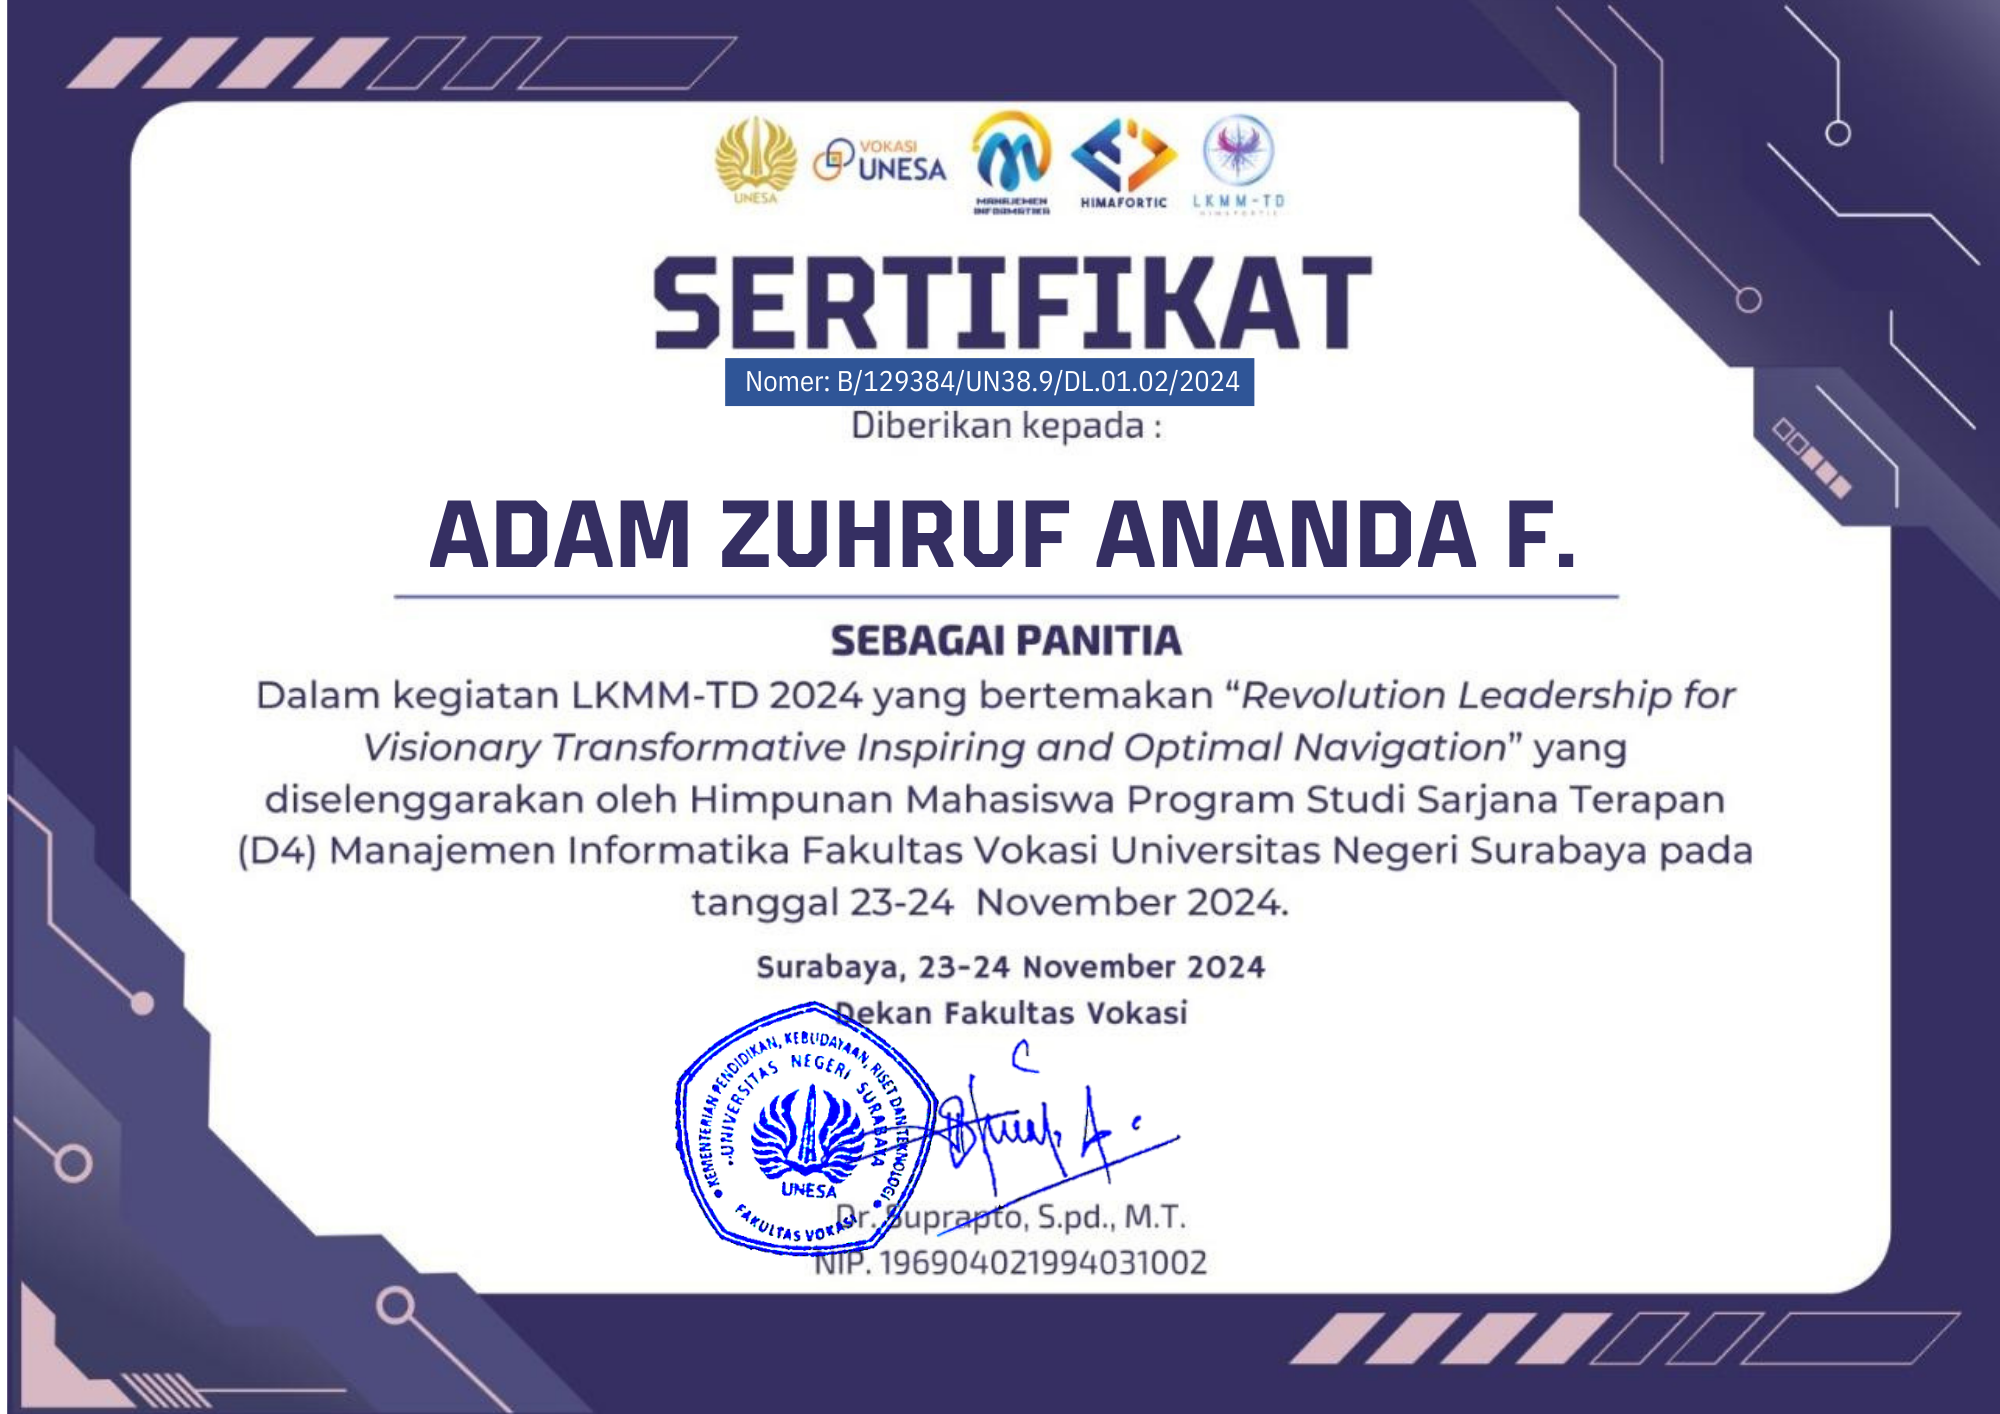 UNESA
VOKASI
UNESA
MANAJEMEN
INFORMATIKA
HIMAFORTIC
LKMM-TD
HIMAFORTIC
SERTIFIKAT
Nomer: B/129384/UN38.9/DL.01.02/2024
Diberikan kepada :
ADAM ZUHRUF ANANDA F.
SEBAGAI PANITIA
Dalam kegiatan LKMM-TD 2024 yang bertemakan “Revolution Leadership for
Visionary Transformative Inspiring and Optimal Navigation” yang
diselenggarakan oleh Himpunan Mahasiswa Program Studi Sarjana Terapan
(D4) Manajemen Informatika Fakultas Vokasi Universitas Negeri Surabaya pada
tanggal 23-24 November 2024.
Surabaya, 23-24 November 2024
Dekan Fakultas Vokasi
KEMENTERIAN PENDIDIKAN, KEBUDAYAAN, RISET DAN TEKNOLOGI
UNIVERSITAS NEGERI SURABAYA
UNESA
FAKULTAS VOKASI
Dr. Suprapto, S.pd., M.T.
NIP. 196904021994031002